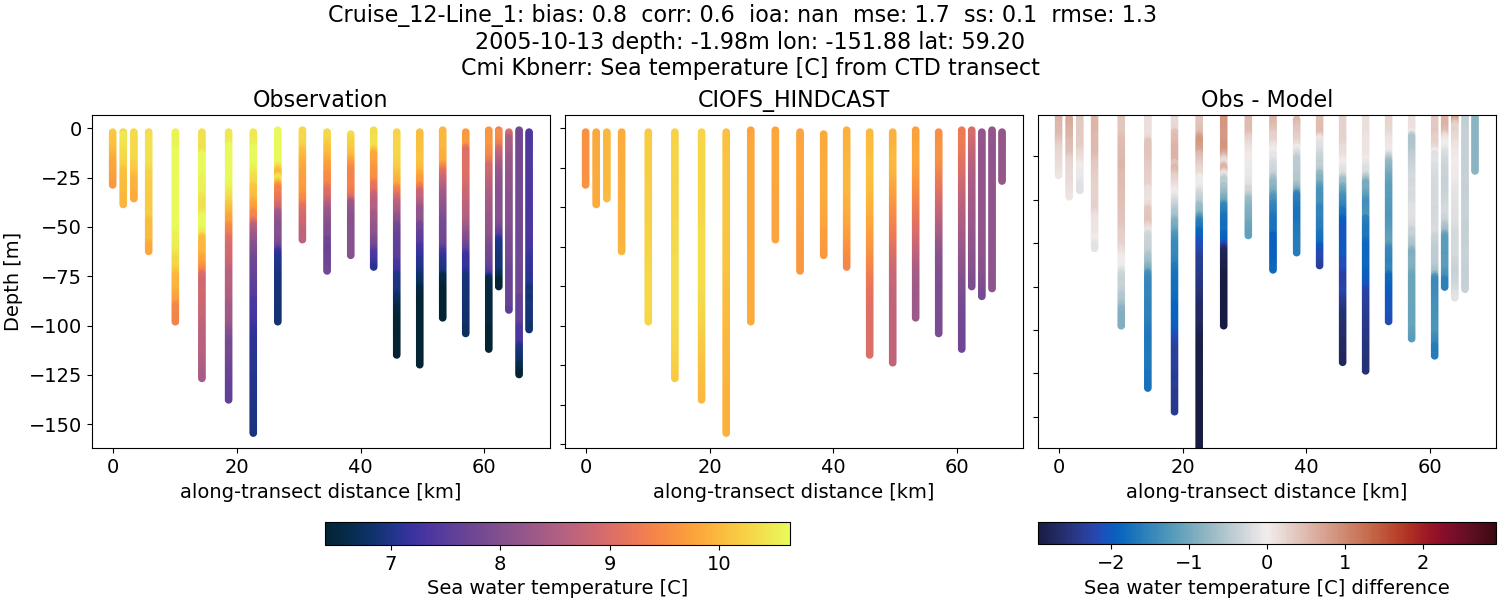 Cruise_12-Line_1: bias: 0.8  corr: 0.6  ioa: nan  mse: 1.7  ss: 0.1  rmse: 1.3
2005-10-13 depth: -1.98m lon: -151.88 lat: 59.20
Cmi Kbnerr: Sea temperature [C] from CTD transect
Observation
CIOFS_HINDCAST
Obs - Model
Depth [m]
0
−25
−50
−75
−100
−125
−150
0 20 40 60
0 20 40 60
0 20 40 60
along-transect distance [km]
along-transect distance [km]
along-transect distance [km]
7 8 9 10
Sea water temperature [C]
−2 −1 0 1 2
Sea water temperature [C] difference